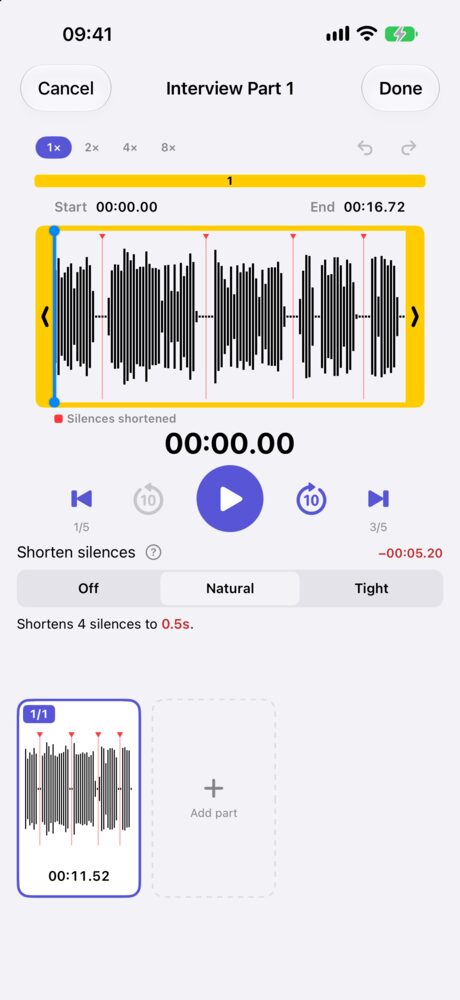 09:41
Cancel Interview Part 1 Done
1× 2× 4× 8×
1
Start 00:00.00 End 00:16.72
Silences shortened
00:00.00
10 10
1/5 3/5
Shorten silences ? −00:05.20
Off Natural Tight
Shortens 4 silences to 0.5s.
1/1
Add part
00:11.52